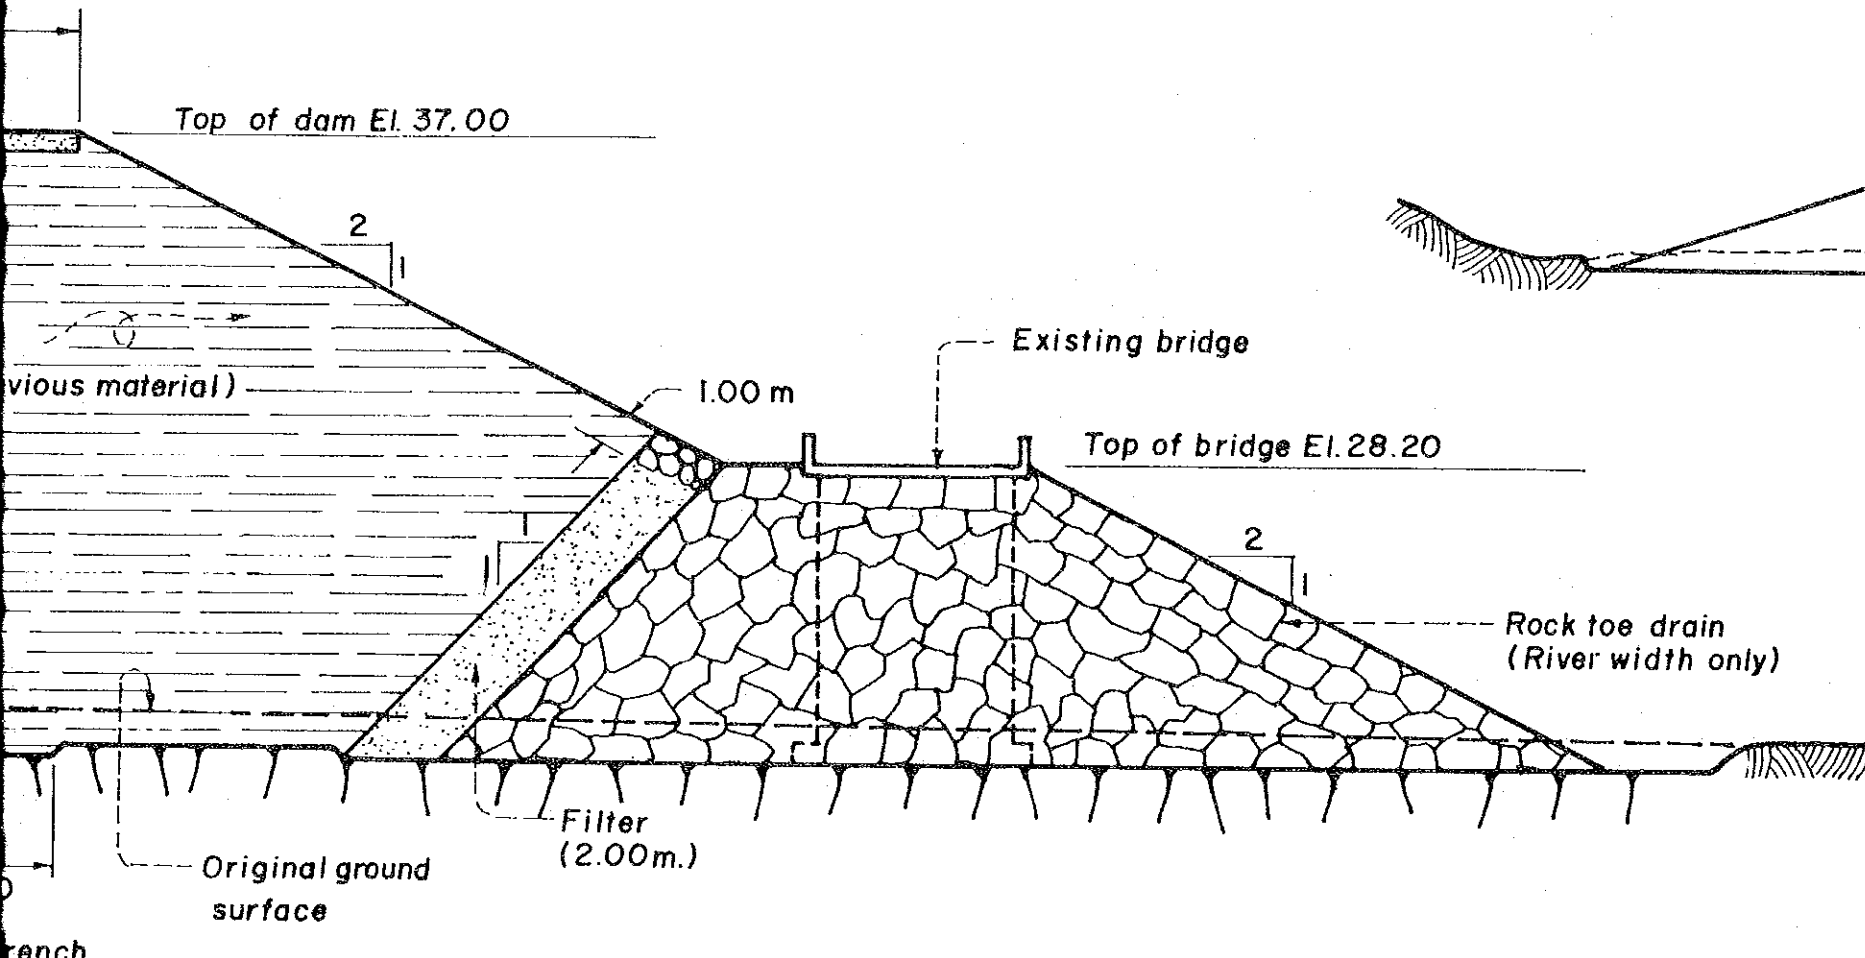 Top of dam El. 37.00
2
1
Existing bridge
vious material)
1.00 m
Top of bridge El. 28.20
1
1
2
1
Rock toe drain
(River width only)
Filter
(2.00m.)
Original ground
surface
rench